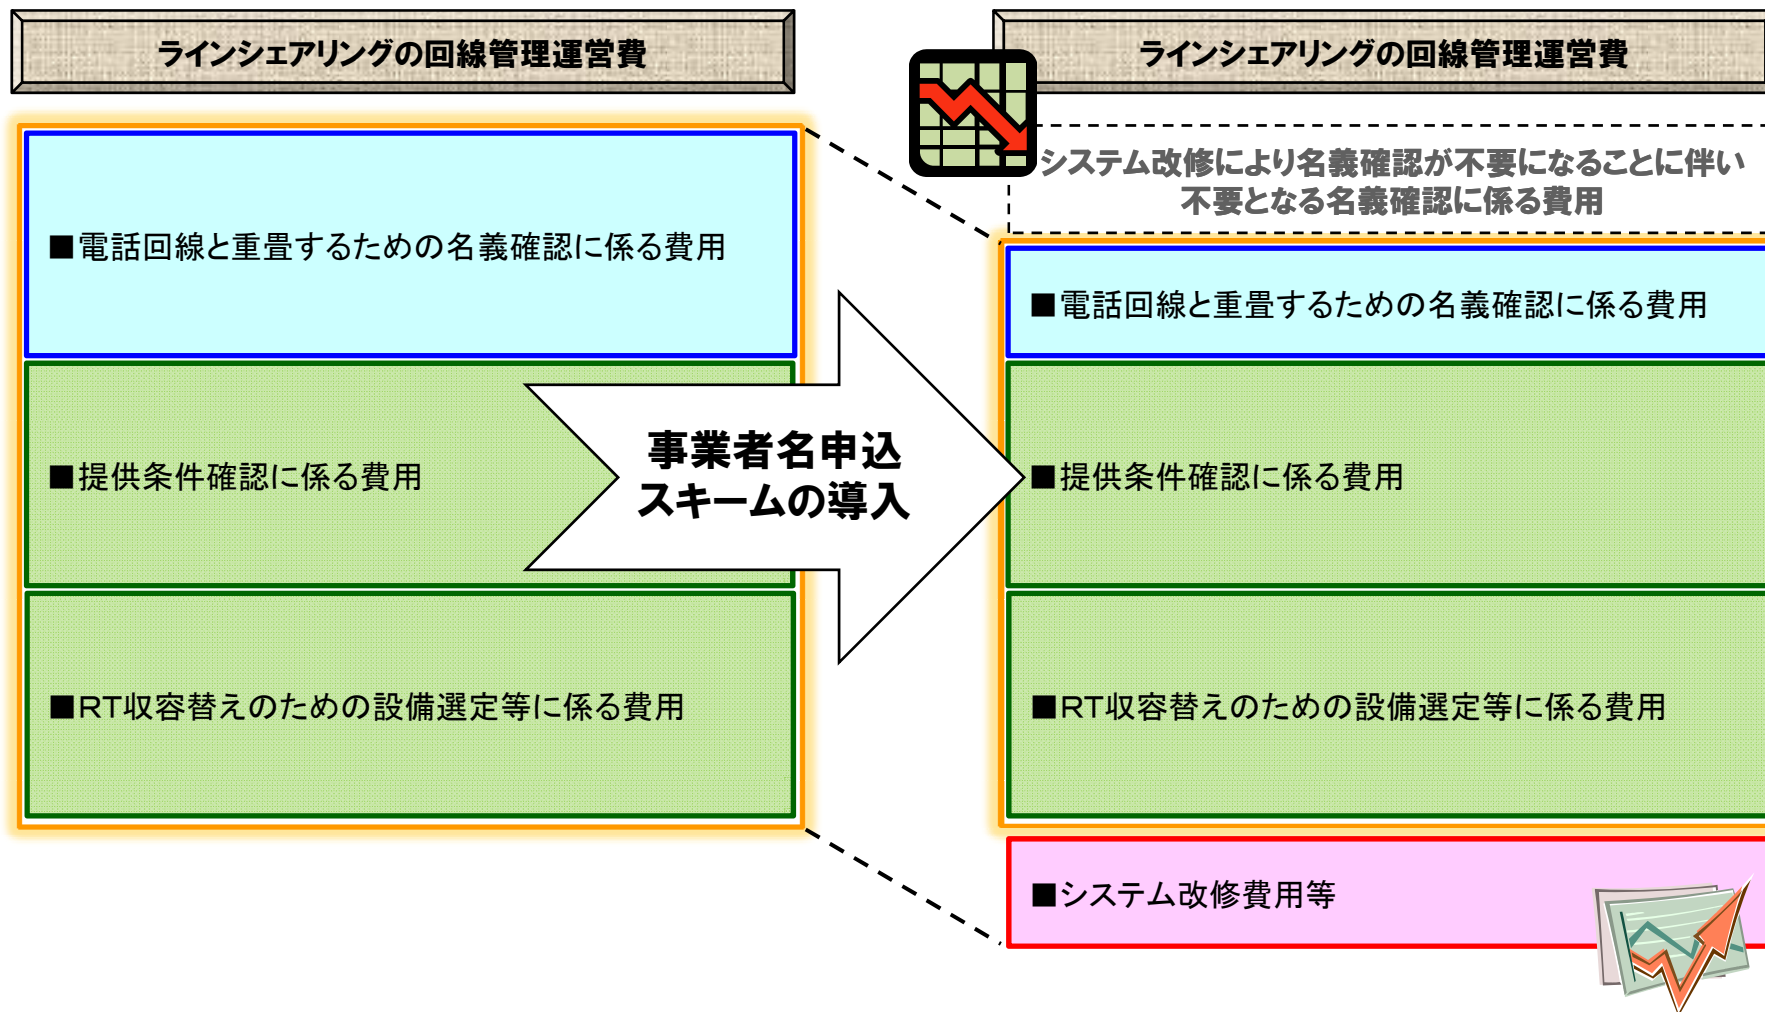 ラインシェアリングの回線管理運営費
■電話回線と重畳するための名義確認に係る費用
■提供条件確認に係る費用
■RT収容替えのための設備選定等に係る費用
事業者名申込
スキームの導入
ラインシェアリングの回線管理運営費
システム改修により名義確認が不要になることに伴い
不要となる名義確認に係る費用
■電話回線と重畳するための名義確認に係る費用
■提供条件確認に係る費用
■RT収容替えのための設備選定等に係る費用
■システム改修費用等